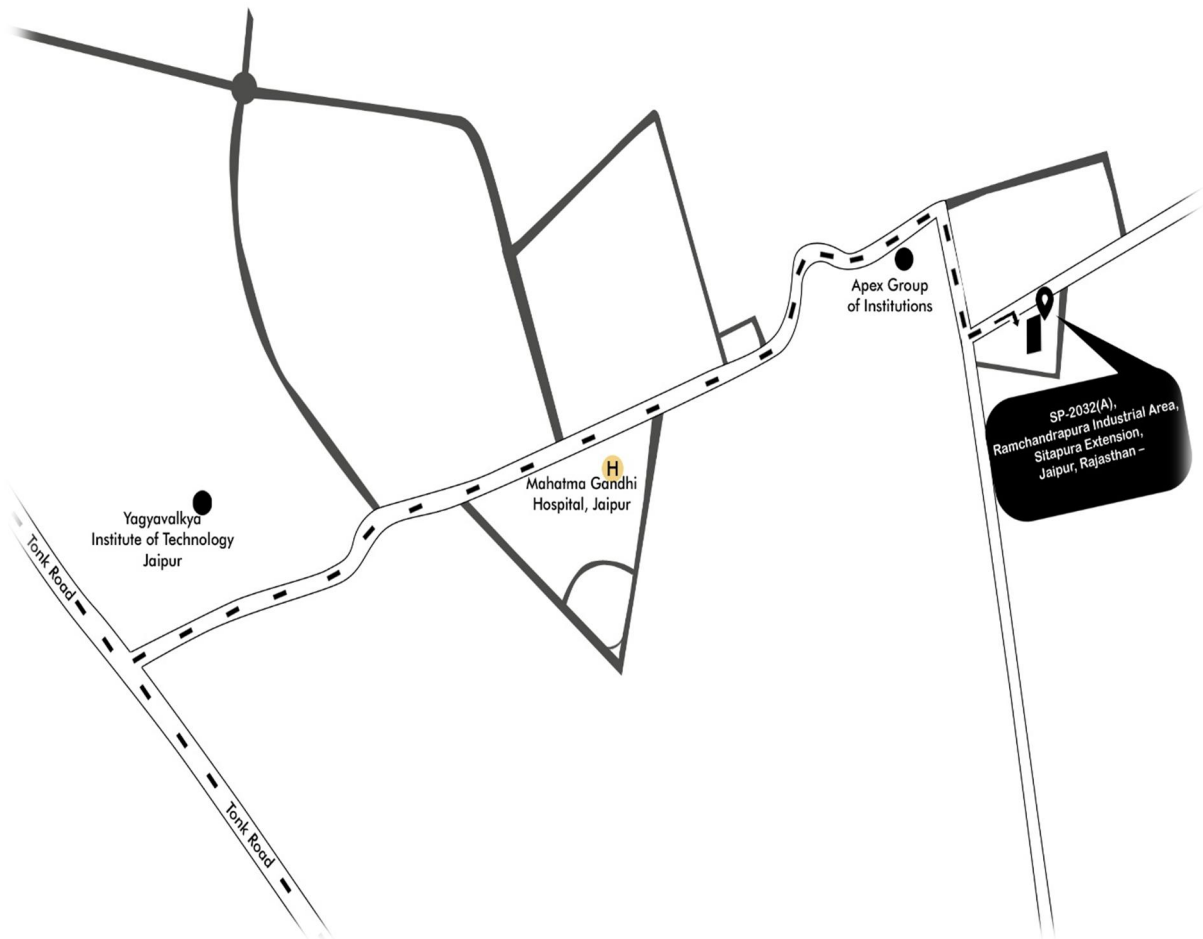 Apex Group
of Institutions
SP-2032(A),
Ramchandrapura Industrial Area,
Sitapura Extension,
Jaipur, Rajasthan –
H
Mahatma Gandhi
Hospital, Jaipur
Yagyavalkya
Institute of Technology
Jaipur
Tonk Road
Tonk Road